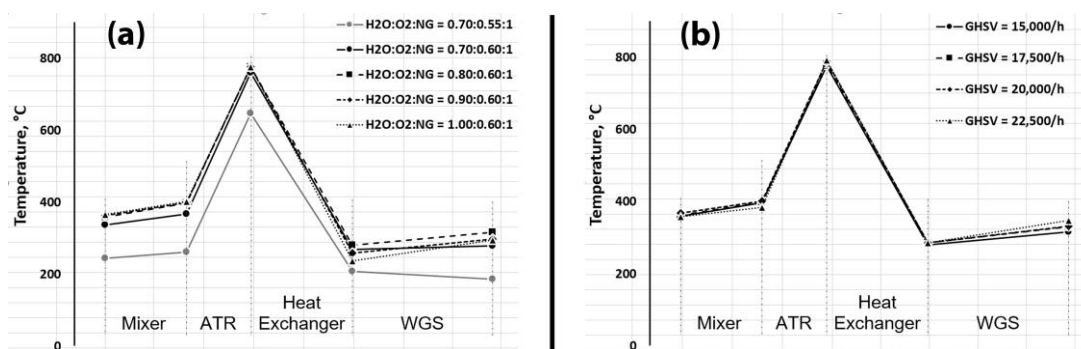 (a)
H2O:O2:NG = 0.70:0.55:1
H2O:O2:NG = 0.70:0.60:1
H2O:O2:NG = 0.80:0.60:1
H2O:O2:NG = 0.90:0.60:1
H2O:O2:NG = 1.00:0.60:1
Temperature, °C
800
600
400
200
0
Mixer
ATR
Heat
Exchanger
WGS
(b)
GHSV = 15,000/h
GHSV = 17,500/h
GHSV = 20,000/h
GHSV = 22,500/h
Temperature, °C
800
600
400
200
0
Mixer
ATR
Heat
Exchanger
WGS